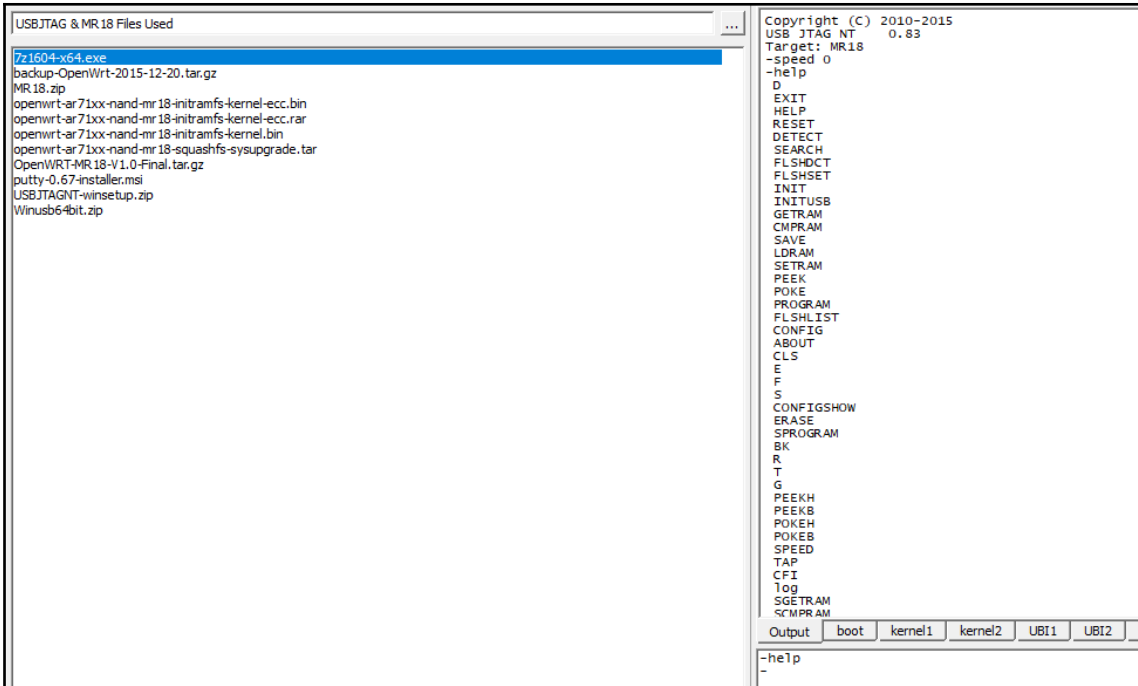 USBJTAG & MR18 Files Used
...
7z1604-x64.exe
backup-OpenWrt-2015-12-20.tar.gz
MR18.zip
openwrt-ar71xx-nand-mr18-initramfs-kernel-ecc.bin
openwrt-ar71xx-nand-mr18-initramfs-kernel-ecc.rar
openwrt-ar71xx-nand-mr18-initramfs-kernel.bin
openwrt-ar71xx-nand-mr18-squashfs-sysupgrade.tar
OpenWRT-MR18-V1.0-Final.tar.gz
putty-0.67-installer.msi
USBJTAGNT-winsetup.zip
Winusb64bit.zip
Copyright (C) 2010-2015
USB JTAG NT 0.83
Target: MR18
-speed 0
-help
D
EXIT
HELP
RESET
DETECT
SEARCH
FLSHDCT
FLSHSET
INIT
INITUSB
GETRAM
CMPRAM
SAVE
LDRAM
SETRAM
PEEK
POKE
PROGRAM
FLSHLIST
CONFIG
ABOUT
CLS
E
F
S
CONFIGSHOW
ERASE
SPROGRAM
BK
R
T
G
PEEKH
PEEKB
POKEH
POKEB
SPEED
TAP
CFI
log
SGETRAM
SCMPRAM
Output boot kernel1 kernel2 UBI1 UBI2
-help
-